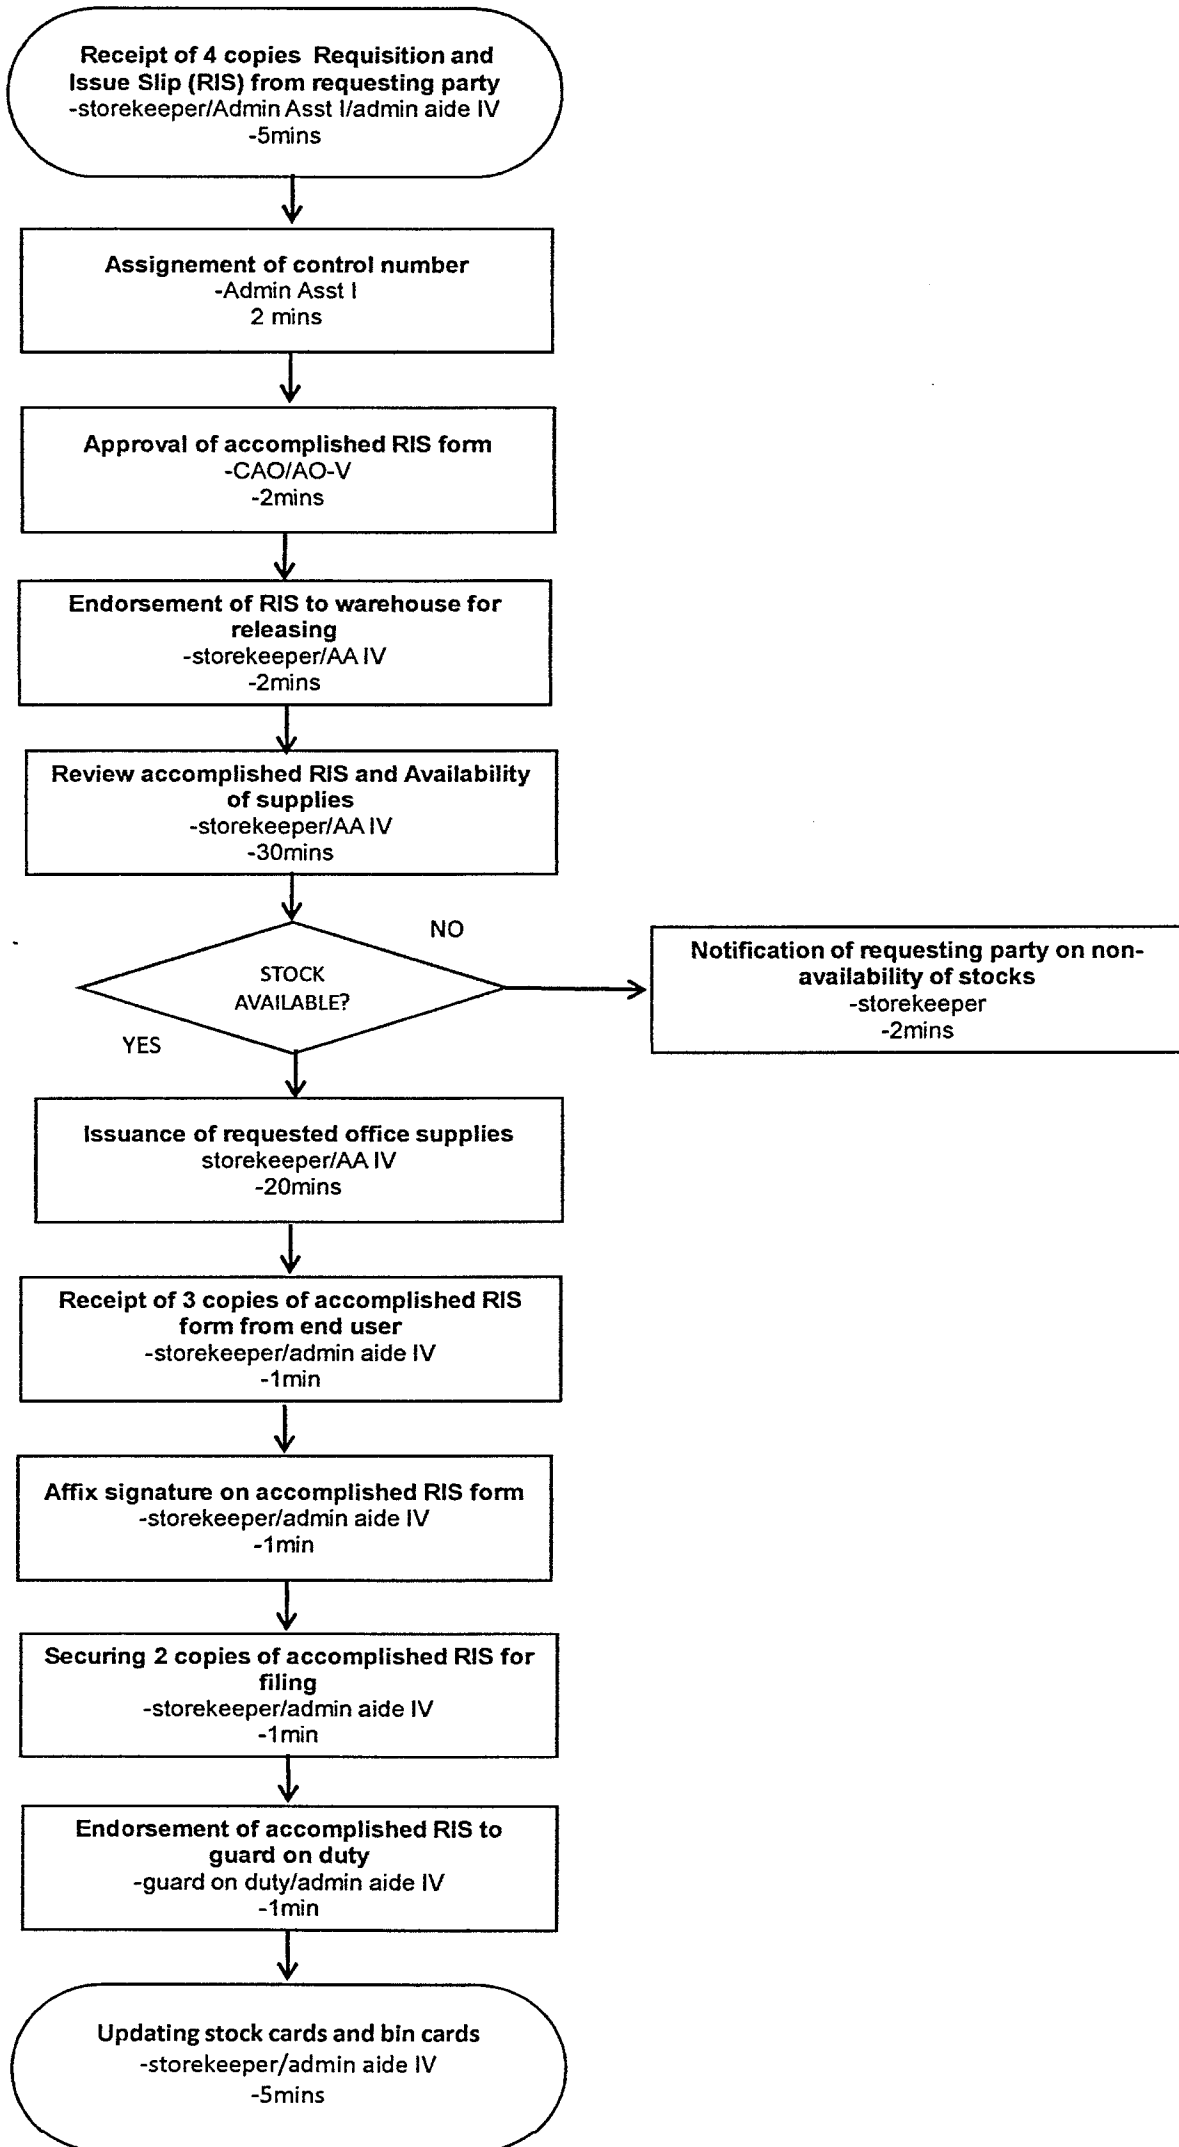 Receipt of 4 copies Requisition and
Issue Slip (RIS) from requesting party
-storekeeper/Admin Asst I/admin aide IV
-5mins
Assignement of control number
-Admin Asst I
2 mins
Approval of accomplished RIS form
-CAO/AO-V
-2mins
Endorsement of RIS to warehouse for
releasing
-storekeeper/AA IV
-2mins
Review accomplished RIS and Availability
of supplies
-storekeeper/AA IV
-30mins
STOCK
AVAILABLE?
NO
Notification of requesting party on non-
availability of stocks
-storekeeper
-2mins
YES
Issuance of requested office supplies
storekeeper/AA IV
-20mins
Receipt of 3 copies of accomplished RIS
form from end user
-storekeeper/admin aide IV
-1min
Affix signature on accomplished RIS form
-storekeeper/admin aide IV
-1min
Securing 2 copies of accomplished RIS for
filing
-storekeeper/admin aide IV
-1min
Endorsement of accomplished RIS to
guard on duty
-guard on duty/admin aide IV
-1min
Updating stock cards and bin cards
-storekeeper/admin aide IV
-5mins